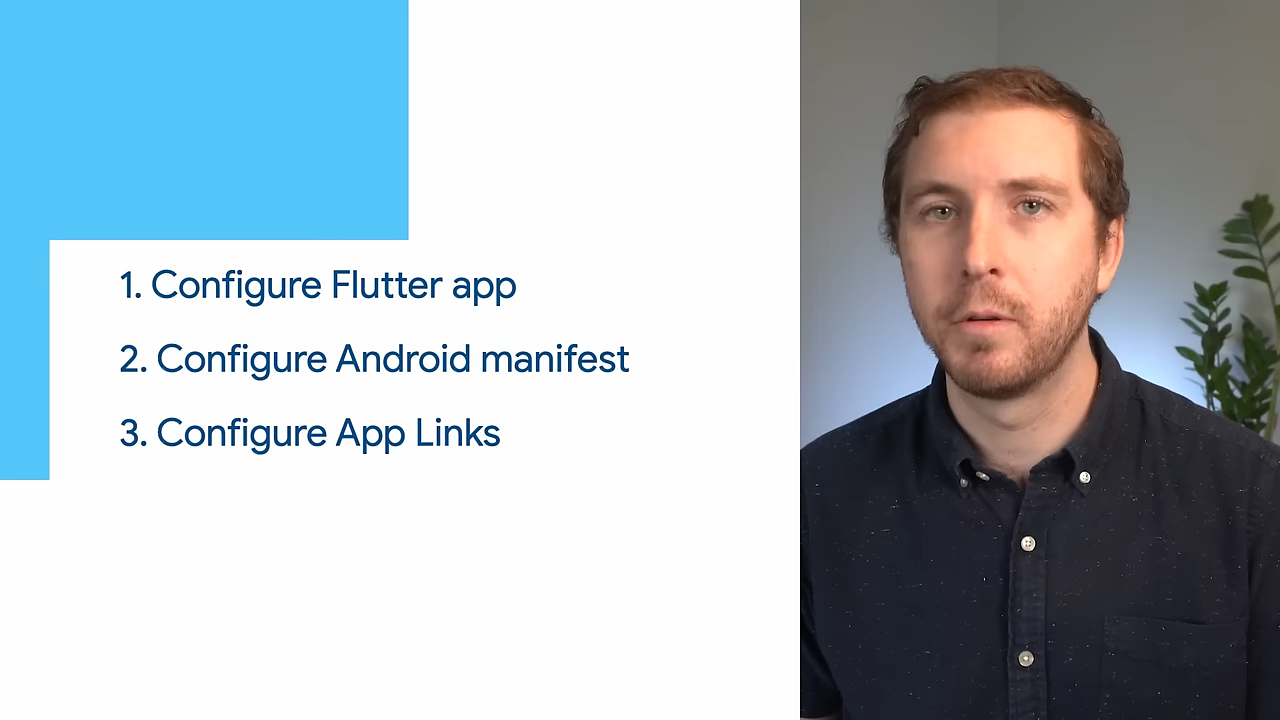 1. Configure Flutter app
2. Configure Android manifest
3. Configure App Links